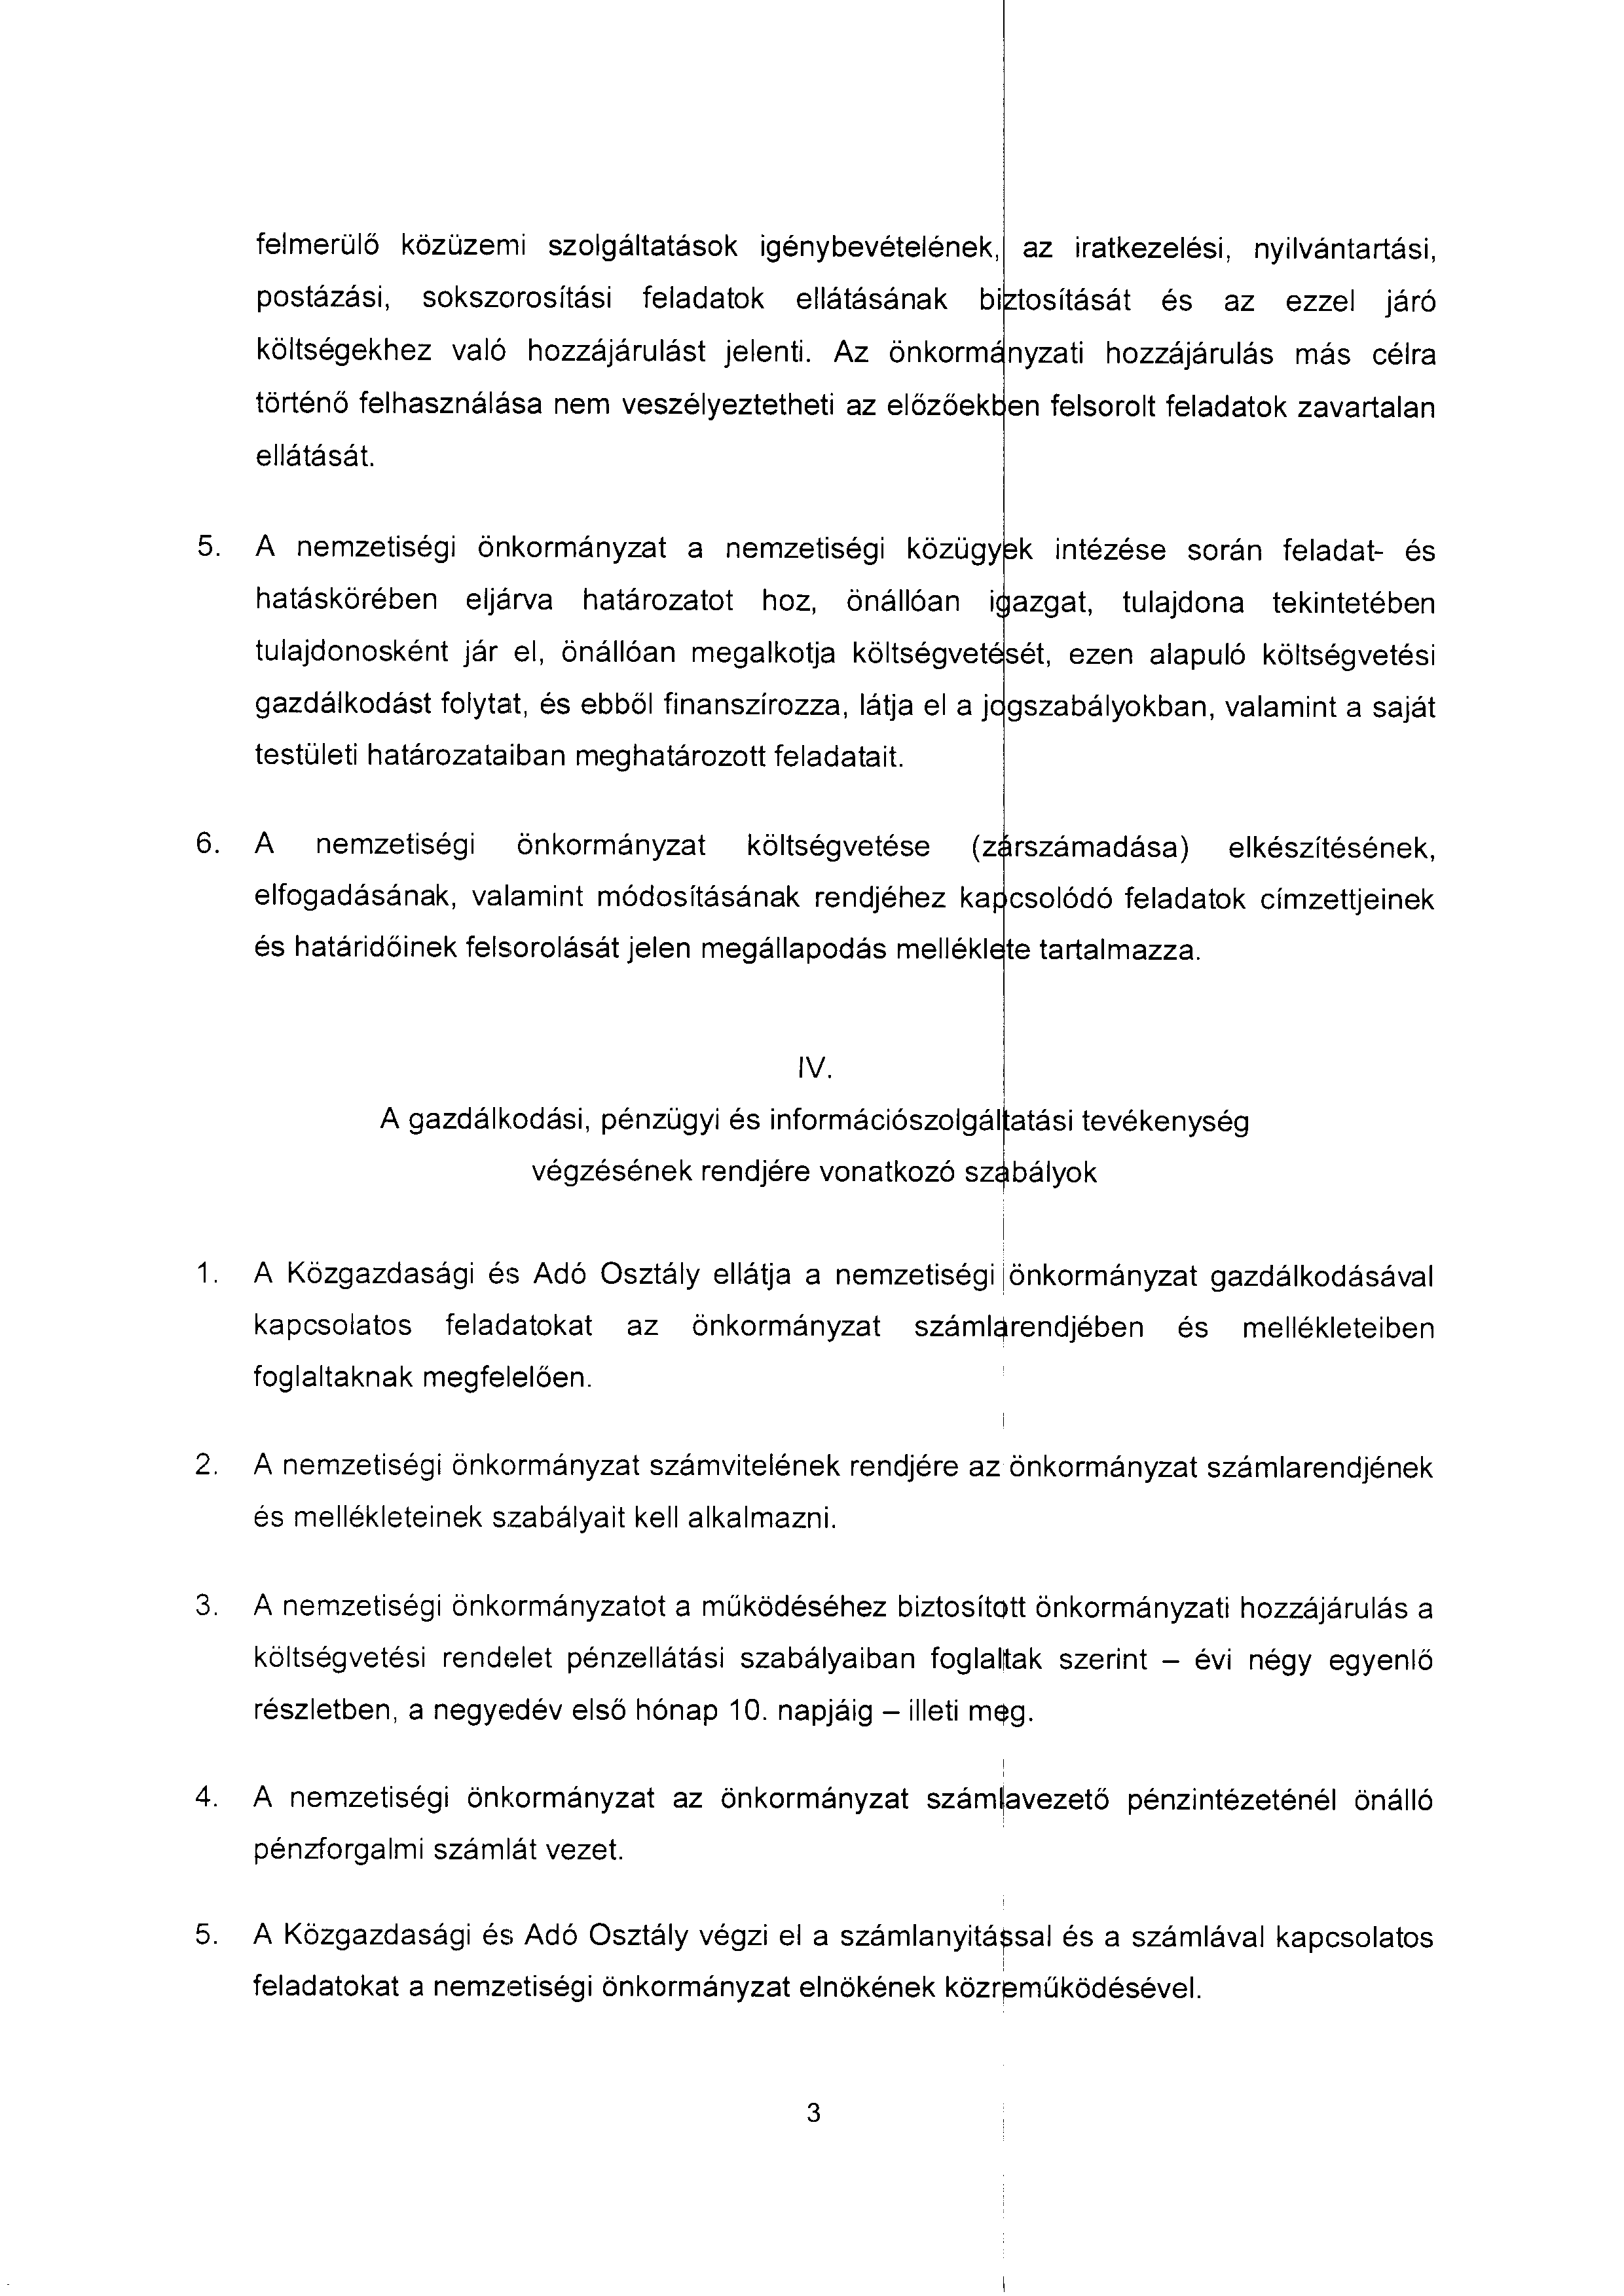 felmerülő közüzemi szolgáltatások igénybevételének, az iratkezelési, nyilvántartási,
postázási, sokszorosítási feladatok ellátásának biztosítását és az ezzel járó
költségekhez való hozzájárulást jelenti. Az önkormányzati hozzájárulás más célra
történő felhasználása nem veszélyeztetheti az előzőekben felsorolt feladatok zavartalan
ellátását.
5. A nemzetiségi önkormányzat a nemzetiségi közügyek intézése során feladat- és
hatáskörében eljárva határozatot hoz, önállóan igazgat, tulajdona tekintetében
tulajdonosként jár el, önállóan megalkotja költségvetését, ezen alapuló költségvetési
gazdálkodást folytat, és ebből finanszírozza, látja el a jogszabályokban, valamint a saját
testületi határozataiban meghatározott feladatait.
6. A nemzetiségi önkormányzat költségvetése (zárszámadása) elkészítésének,
elfogadásának, valamint módosításának rendjéhez kapcsolódó feladatok címzettjeinek
és határidőinek felsorolását jelen megállapodás melléklete tartalmazza.
IV.
A gazdálkodási, pénzügyi és információszolgáltatási tevékenység
végzésének rendjére vonatkozó szabályok
1. A Közgazdasági és Adó Osztály ellátja a nemzetiségi önkormányzat gazdálkodásával
kapcsolatos feladatokat az önkormányzat számlarendjében és mellékleteiben
foglaltaknak megfelelően.
2. A nemzetiségi önkormányzat számvitelének rendjére az önkormányzat számlarendjének
és mellékleteinek szabályait kell alkalmazni.
3. A nemzetiségi önkormányzatot a működéséhez biztosított önkormányzati hozzájárulás a
költségvetési rendelet pénzellátási szabályaiban foglaltak szerint – évi négy egyenlő
részletben, a negyedév első hónap 10. napjáig – illeti meg.
4. A nemzetiségi önkormányzat az önkormányzat számlavezető pénzintézeténél önálló
pénzforgalmi számlát vezet.
5. A Közgazdasági és Adó Osztály végzi el a számlanyitással és a számlával kapcsolatos
feladatokat a nemzetiségi önkormányzat elnökének közreműködésével.
3